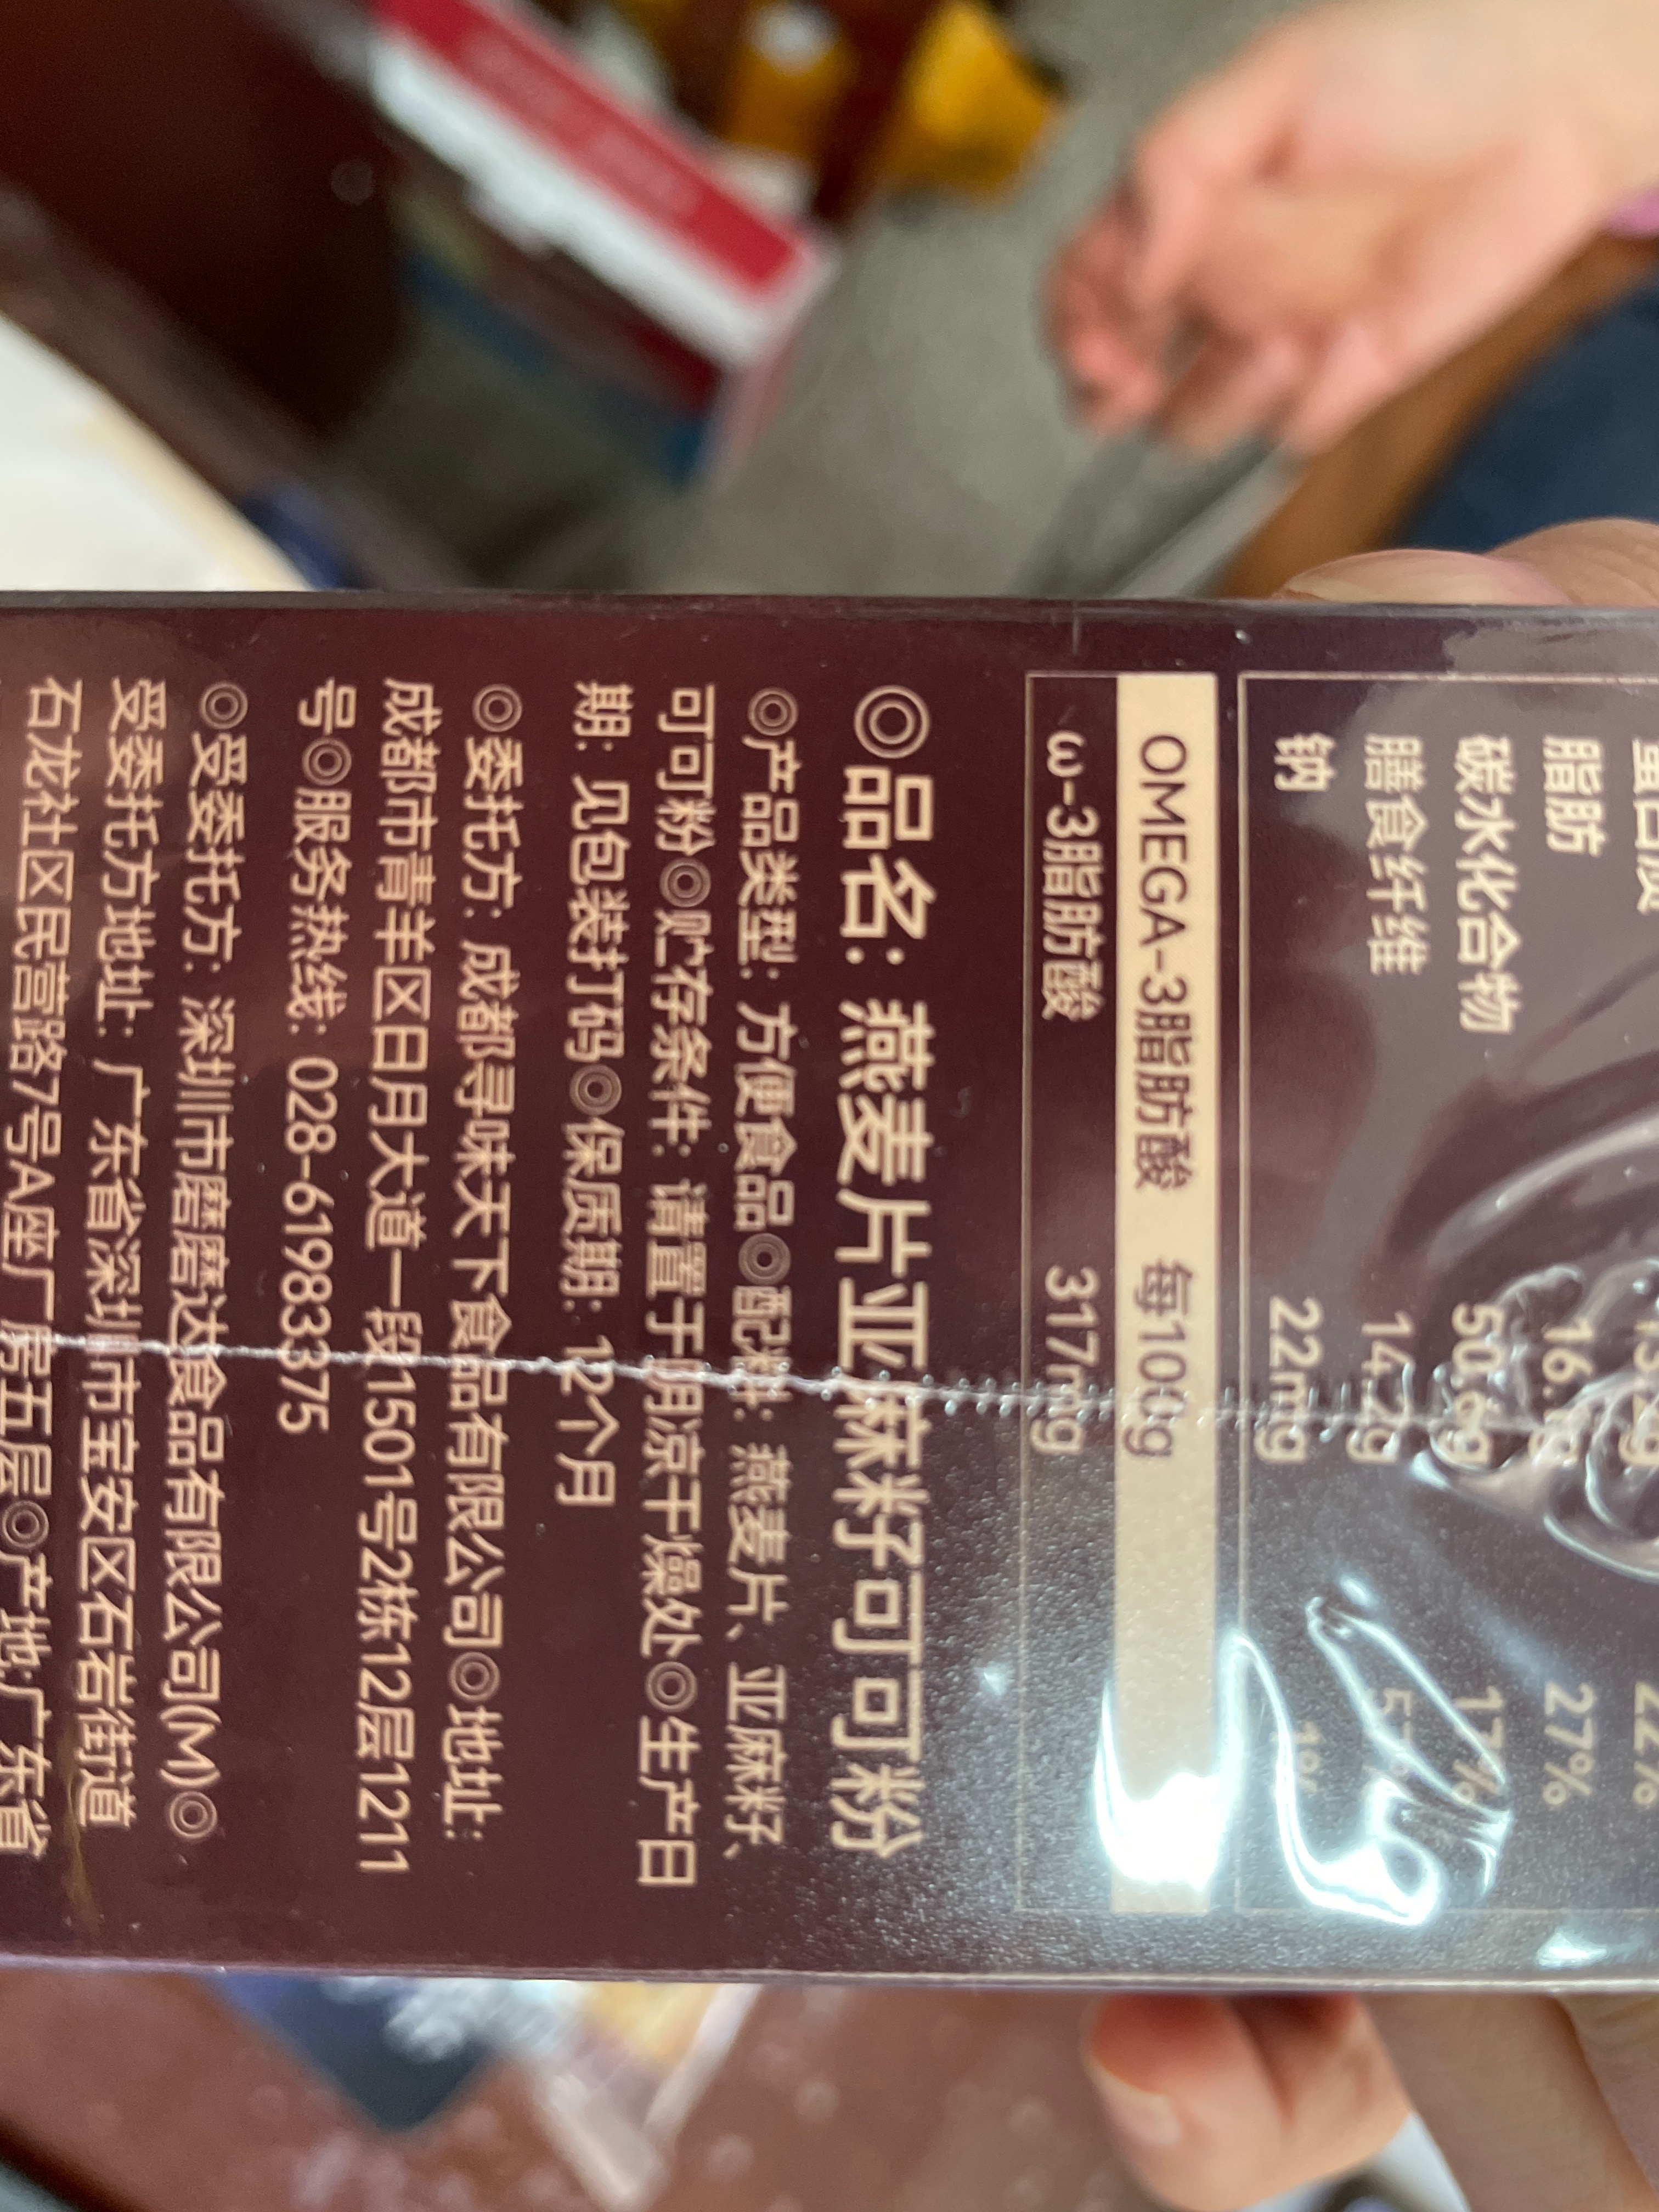 脂肪 27%
碳水化合物 17%
膳食纤维 14.2g
钠 22mg
OMEGA-3脂肪酸 每100g
ω-3脂肪酸 317mg
◎品名：燕麦片亚麻籽可可粉
◎产品类型：方便食品◎配料：燕麦片、亚麻籽、
可可粉◎贮存条件：请置于阴凉干燥处◎生产日
期：见包装打码◎保质期：12个月
◎委托方：成都寻味天下食品有限公司◎地址：
成都市青羊区日月大道一段1501号2栋12层1211
号◎服务热线：028-61983375
◎受委托方：深圳市磨磨达食品有限公司(M)◎
受委托方地址：广东省深圳市宝安区石岩街道
石龙社区民营路7号A座厂房五层◎产地:广东省